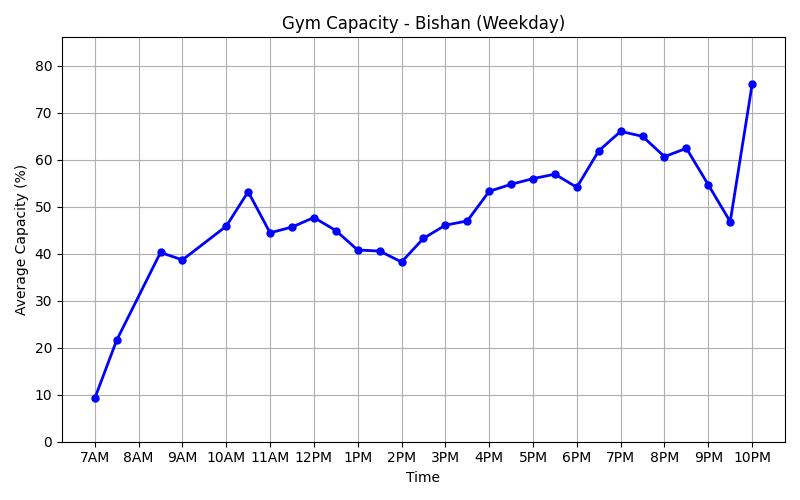 Gym Capacity - Bishan (Weekday)
Average Capacity (%)
80
70
60
50
40
30
20
10
0
7AM 8AM 9AM 10AM 11AM 12PM 1PM 2PM 3PM 4PM 5PM 6PM 7PM 8PM 9PM 10PM
Time